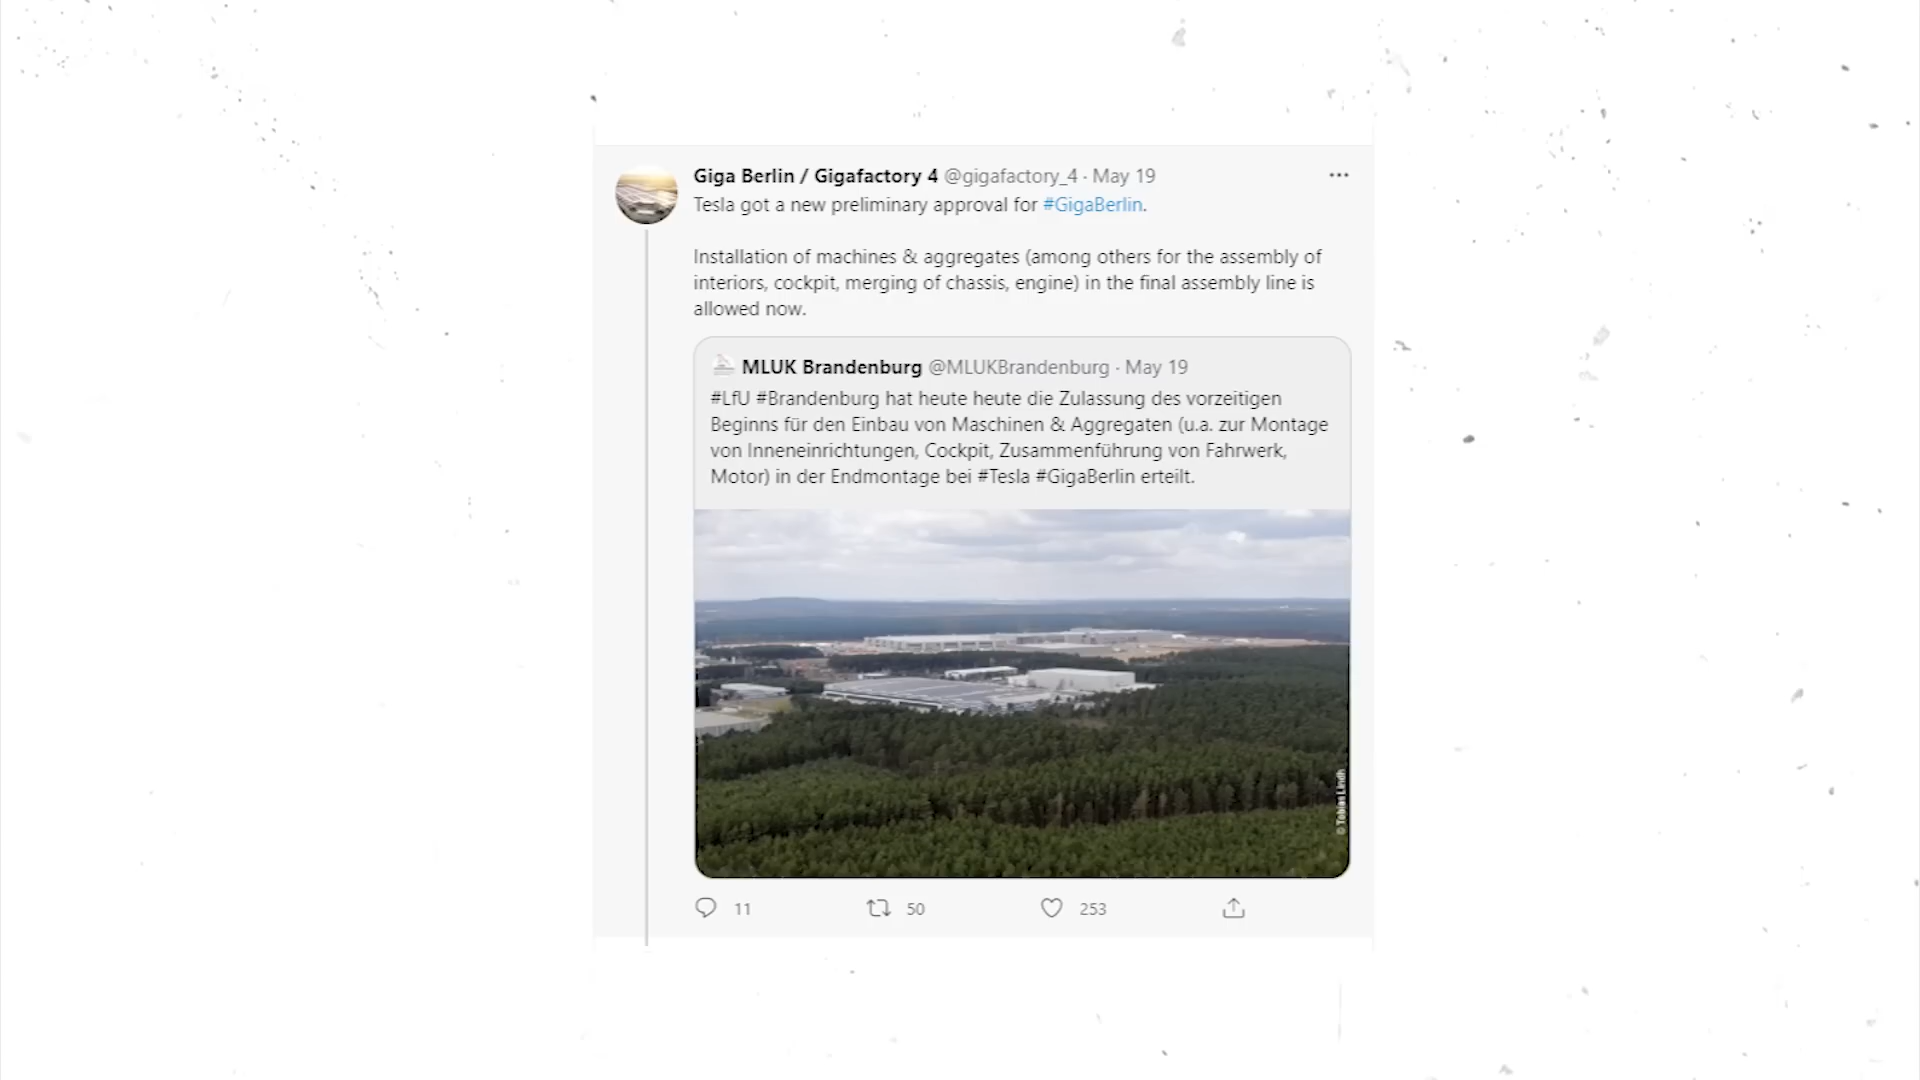 Giga Berlin / Gigafactory 4 @gigafactory_4 · May 19
Tesla got a new preliminary approval for #GigaBerlin.
Installation of machines & aggregates (among others for the assembly of
interiors, cockpit, merging of chassis, engine) in the final assembly line is
allowed now.
MLUK Brandenburg @MLUKBrandenburg · May 19
#LfU #Brandenburg hat heute heute die Zulassung des vorzeitigen
Beginns für den Einbau von Maschinen & Aggregaten (u.a. zur Montage
von Inneneinrichtungen, Cockpit, Zusammenführung von Fahrwerk,
Motor) in der Endmontage bei #Tesla #GigaBerlin erteilt.
© Tobias Lindh
11 50 253